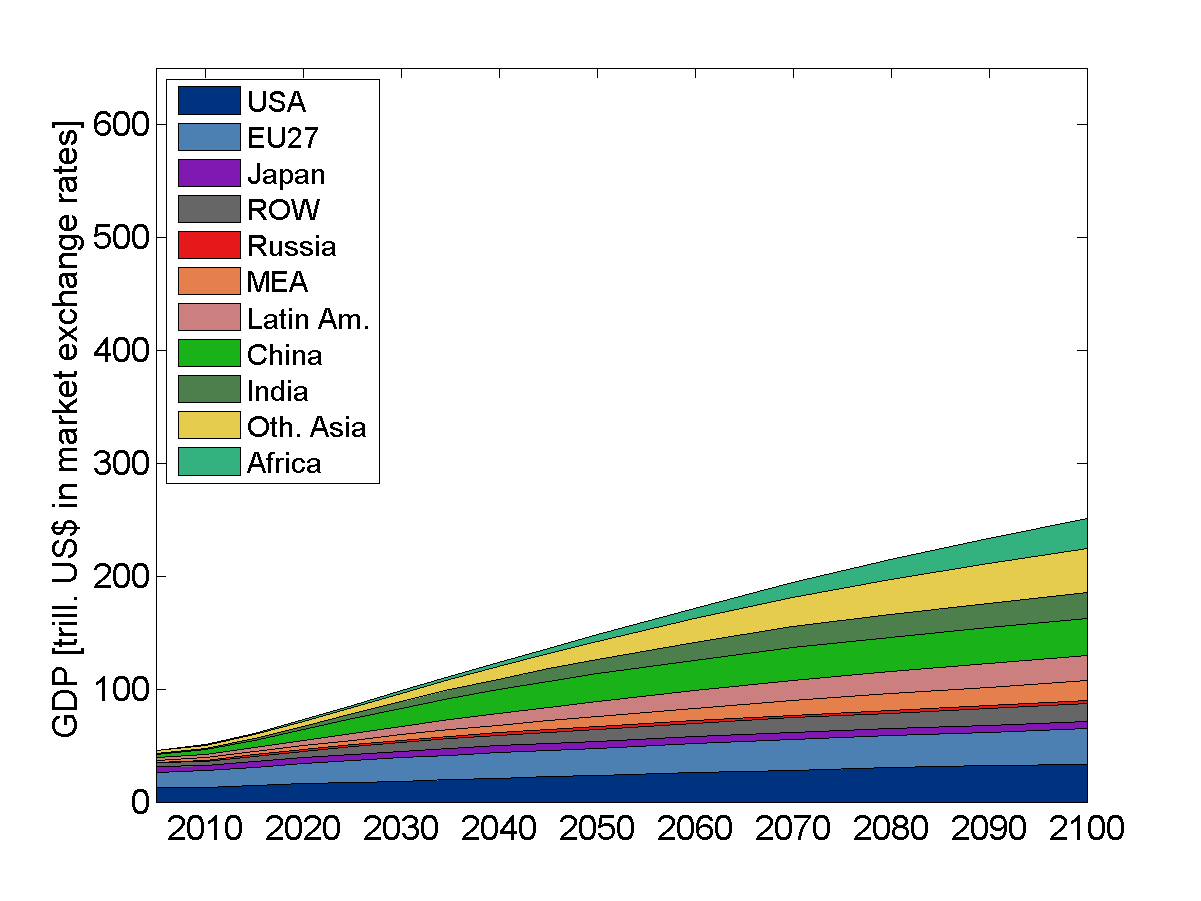 GDP [trill. US$ in market exchange rates]
600
500
400
300
200
100
0
USA
EU27
Japan
ROW
Russia
MEA
Latin Am.
China
India
Oth. Asia
Africa
2010 2020 2030 2040 2050 2060 2070 2080 2090 2100